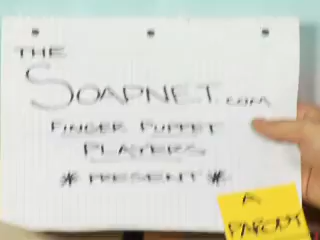 THE
SOAPNET.COM
FINGER PUPPET
PLAYERS
* PRESENT *
A
PARODY